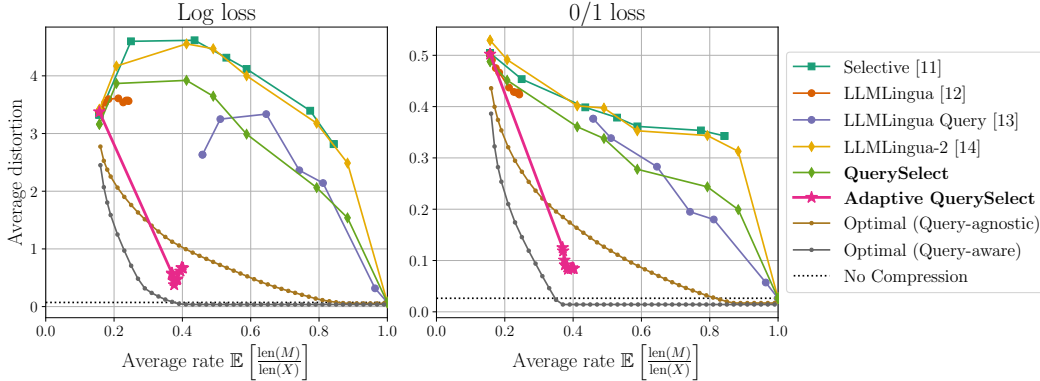 Log loss
0/1 loss
Average distortion
4
3
2
1
0
0.0
0.2
0.4
0.6
0.8
1.0
0.5
0.4
0.3
0.2
0.1
0.0
0.0
0.2
0.4
0.6
0.8
1.0
Average rate 𝔼 [len(M)/len(X)]
Average rate 𝔼 [len(M)/len(X)]
Selective [11]
LLMLingua [12]
LLMLingua Query [13]
LLMLingua-2 [14]
QuerySelect
Adaptive QuerySelect
Optimal (Query-agnostic)
Optimal (Query-aware)
No Compression